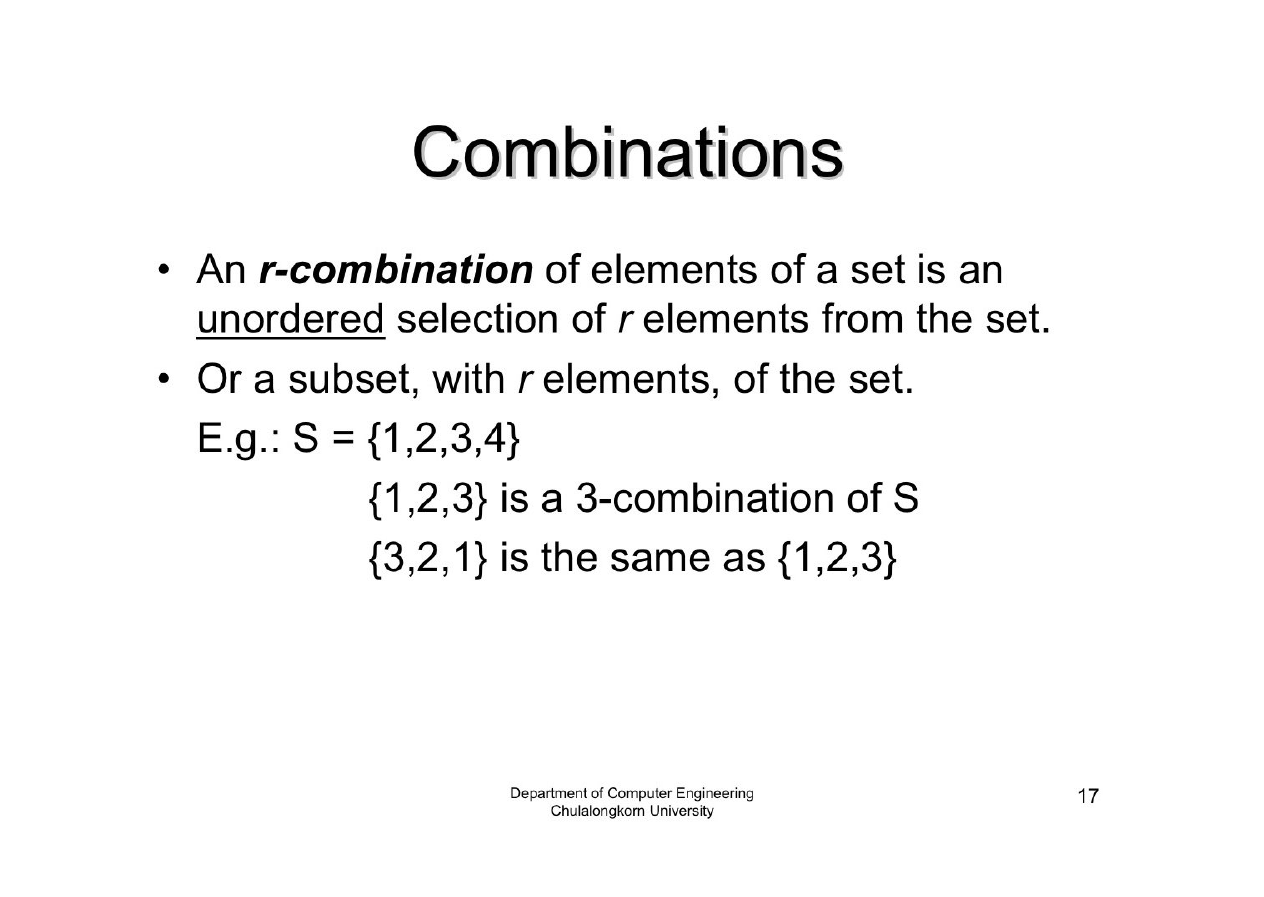 Combinations
• An r-combination of elements of a set is an
unordered selection of r elements from the set.
• Or a subset, with r elements, of the set.
E.g.: S = {1,2,3,4}
{1,2,3} is a 3-combination of S
{3,2,1} is the same as {1,2,3}
Department of Computer Engineering
Chulalongkorn University
17